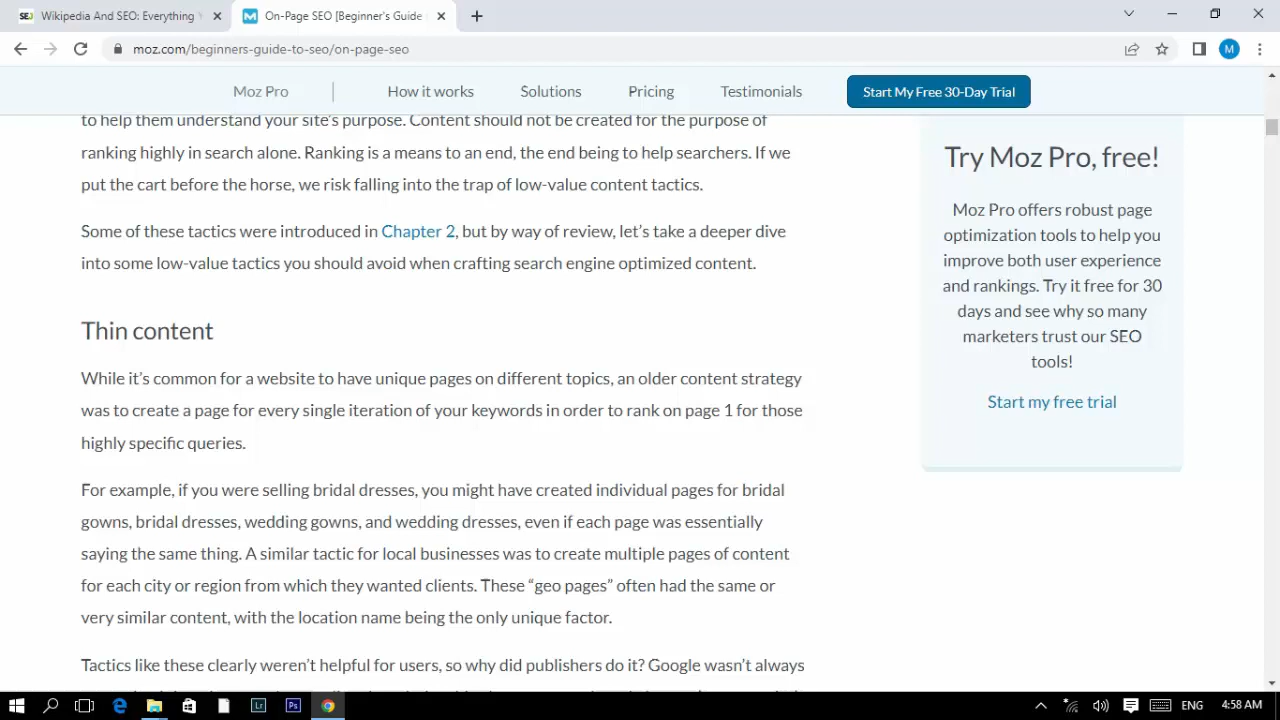 Wikipedia And SEO: Everything Y
On-Page SEO [Beginner's Guide
moz.com/beginners-guide-to-seo/on-page-seo
M
Moz Pro
How it works
Solutions
Pricing
Testimonials
Start My Free 30-Day Trial
to help them understand your site's purpose. Content should not be created for the purpose of
ranking highly in search alone. Ranking is a means to an end, the end being to help searchers. If we
put the cart before the horse, we risk falling into the trap of low-value content tactics.
Some of these tactics were introduced in Chapter 2, but by way of review, let's take a deeper dive
into some low-value tactics you should avoid when crafting search engine optimized content.
Thin content
While it's common for a website to have unique pages on different topics, an older content strategy
was to create a page for every single iteration of your keywords in order to rank on page 1 for those
highly specific queries.
For example, if you were selling bridal dresses, you might have created individual pages for bridal
gowns, bridal dresses, wedding gowns, and wedding dresses, even if each page was essentially
saying the same thing. A similar tactic for local businesses was to create multiple pages of content
for each city or region from which they wanted clients. These “geo pages” often had the same or
very similar content, with the location name being the only unique factor.
Tactics like these clearly weren't helpful for users, so why did publishers do it? Google wasn't always
Try Moz Pro, free!
Moz Pro offers robust page
optimization tools to help you
improve both user experience
and rankings. Try it free for 30
days and see why so many
marketers trust our SEO
tools!
Start my free trial
Lr
Ps
ENG
4:58 AM